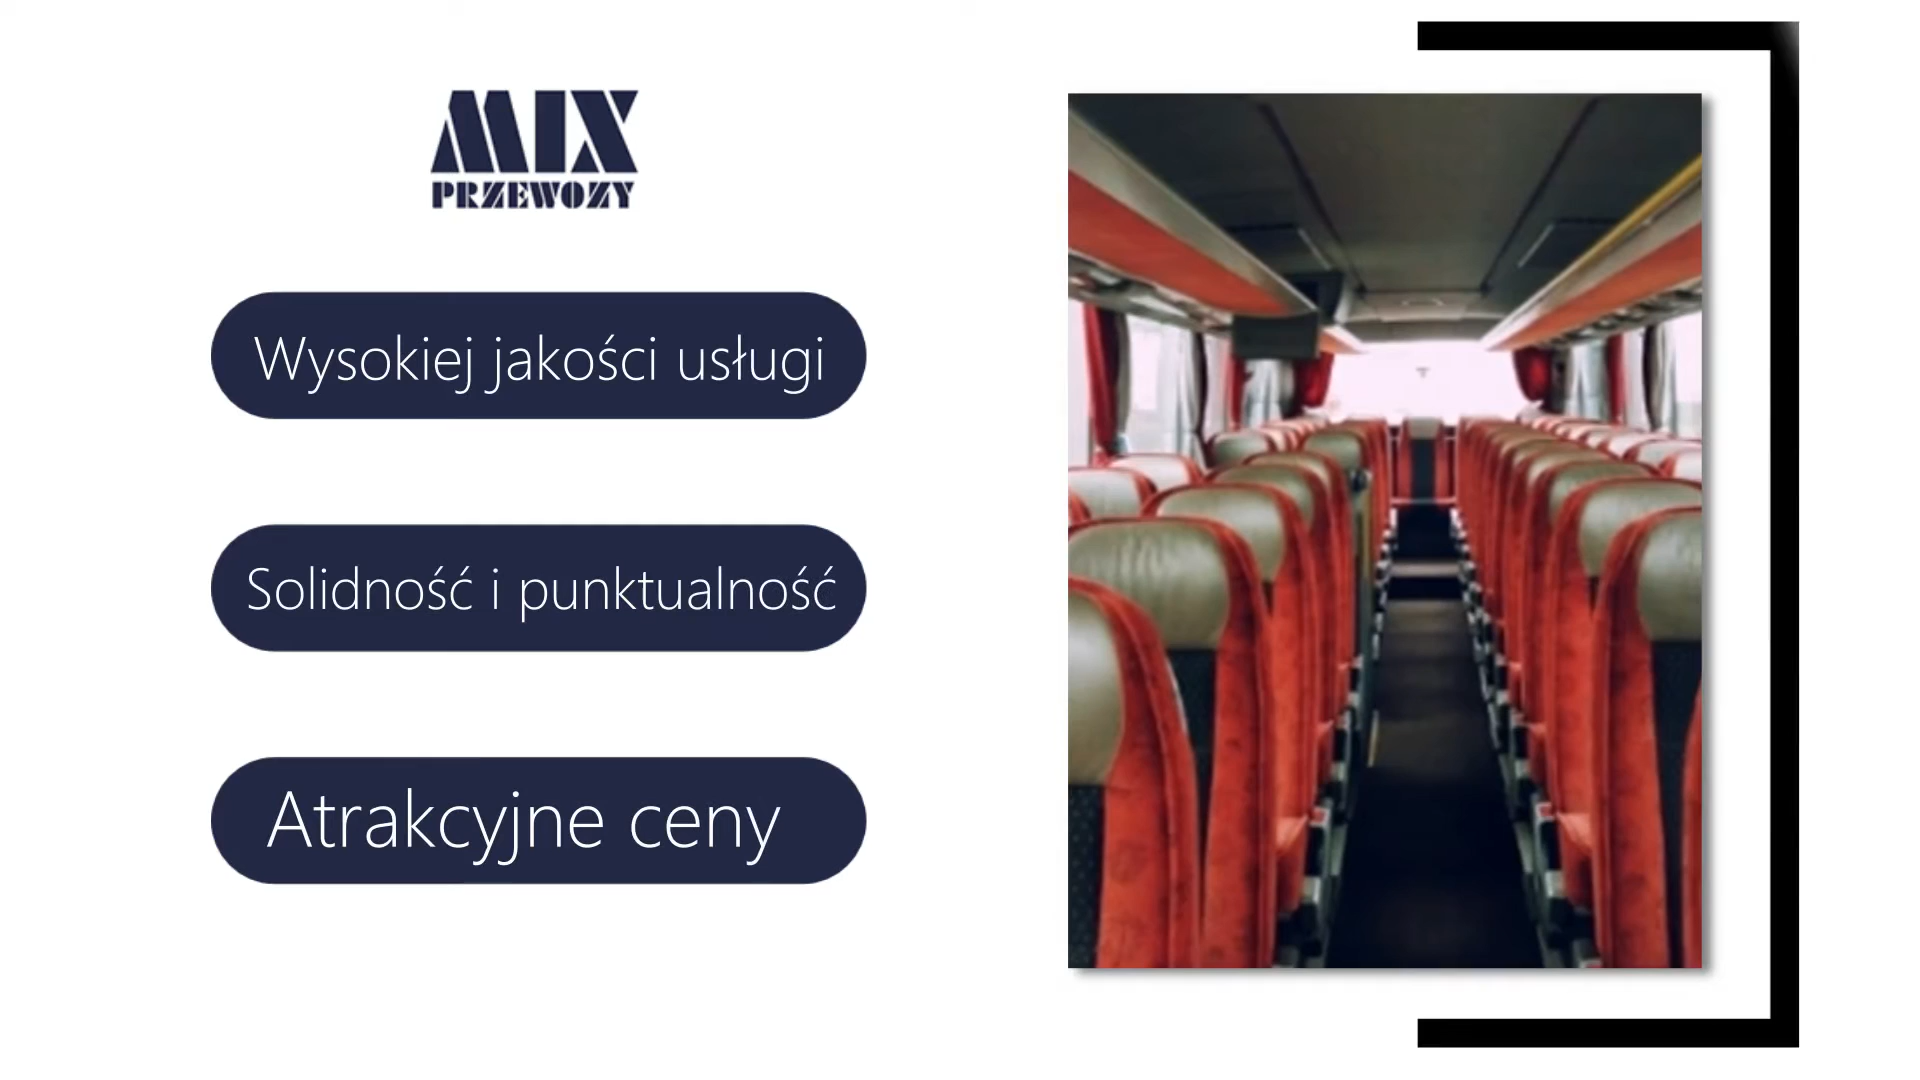 MIX
PRZEWOZY
Wysokiej jakości usługi
Solidność i punktualność
Atrakcyjne ceny